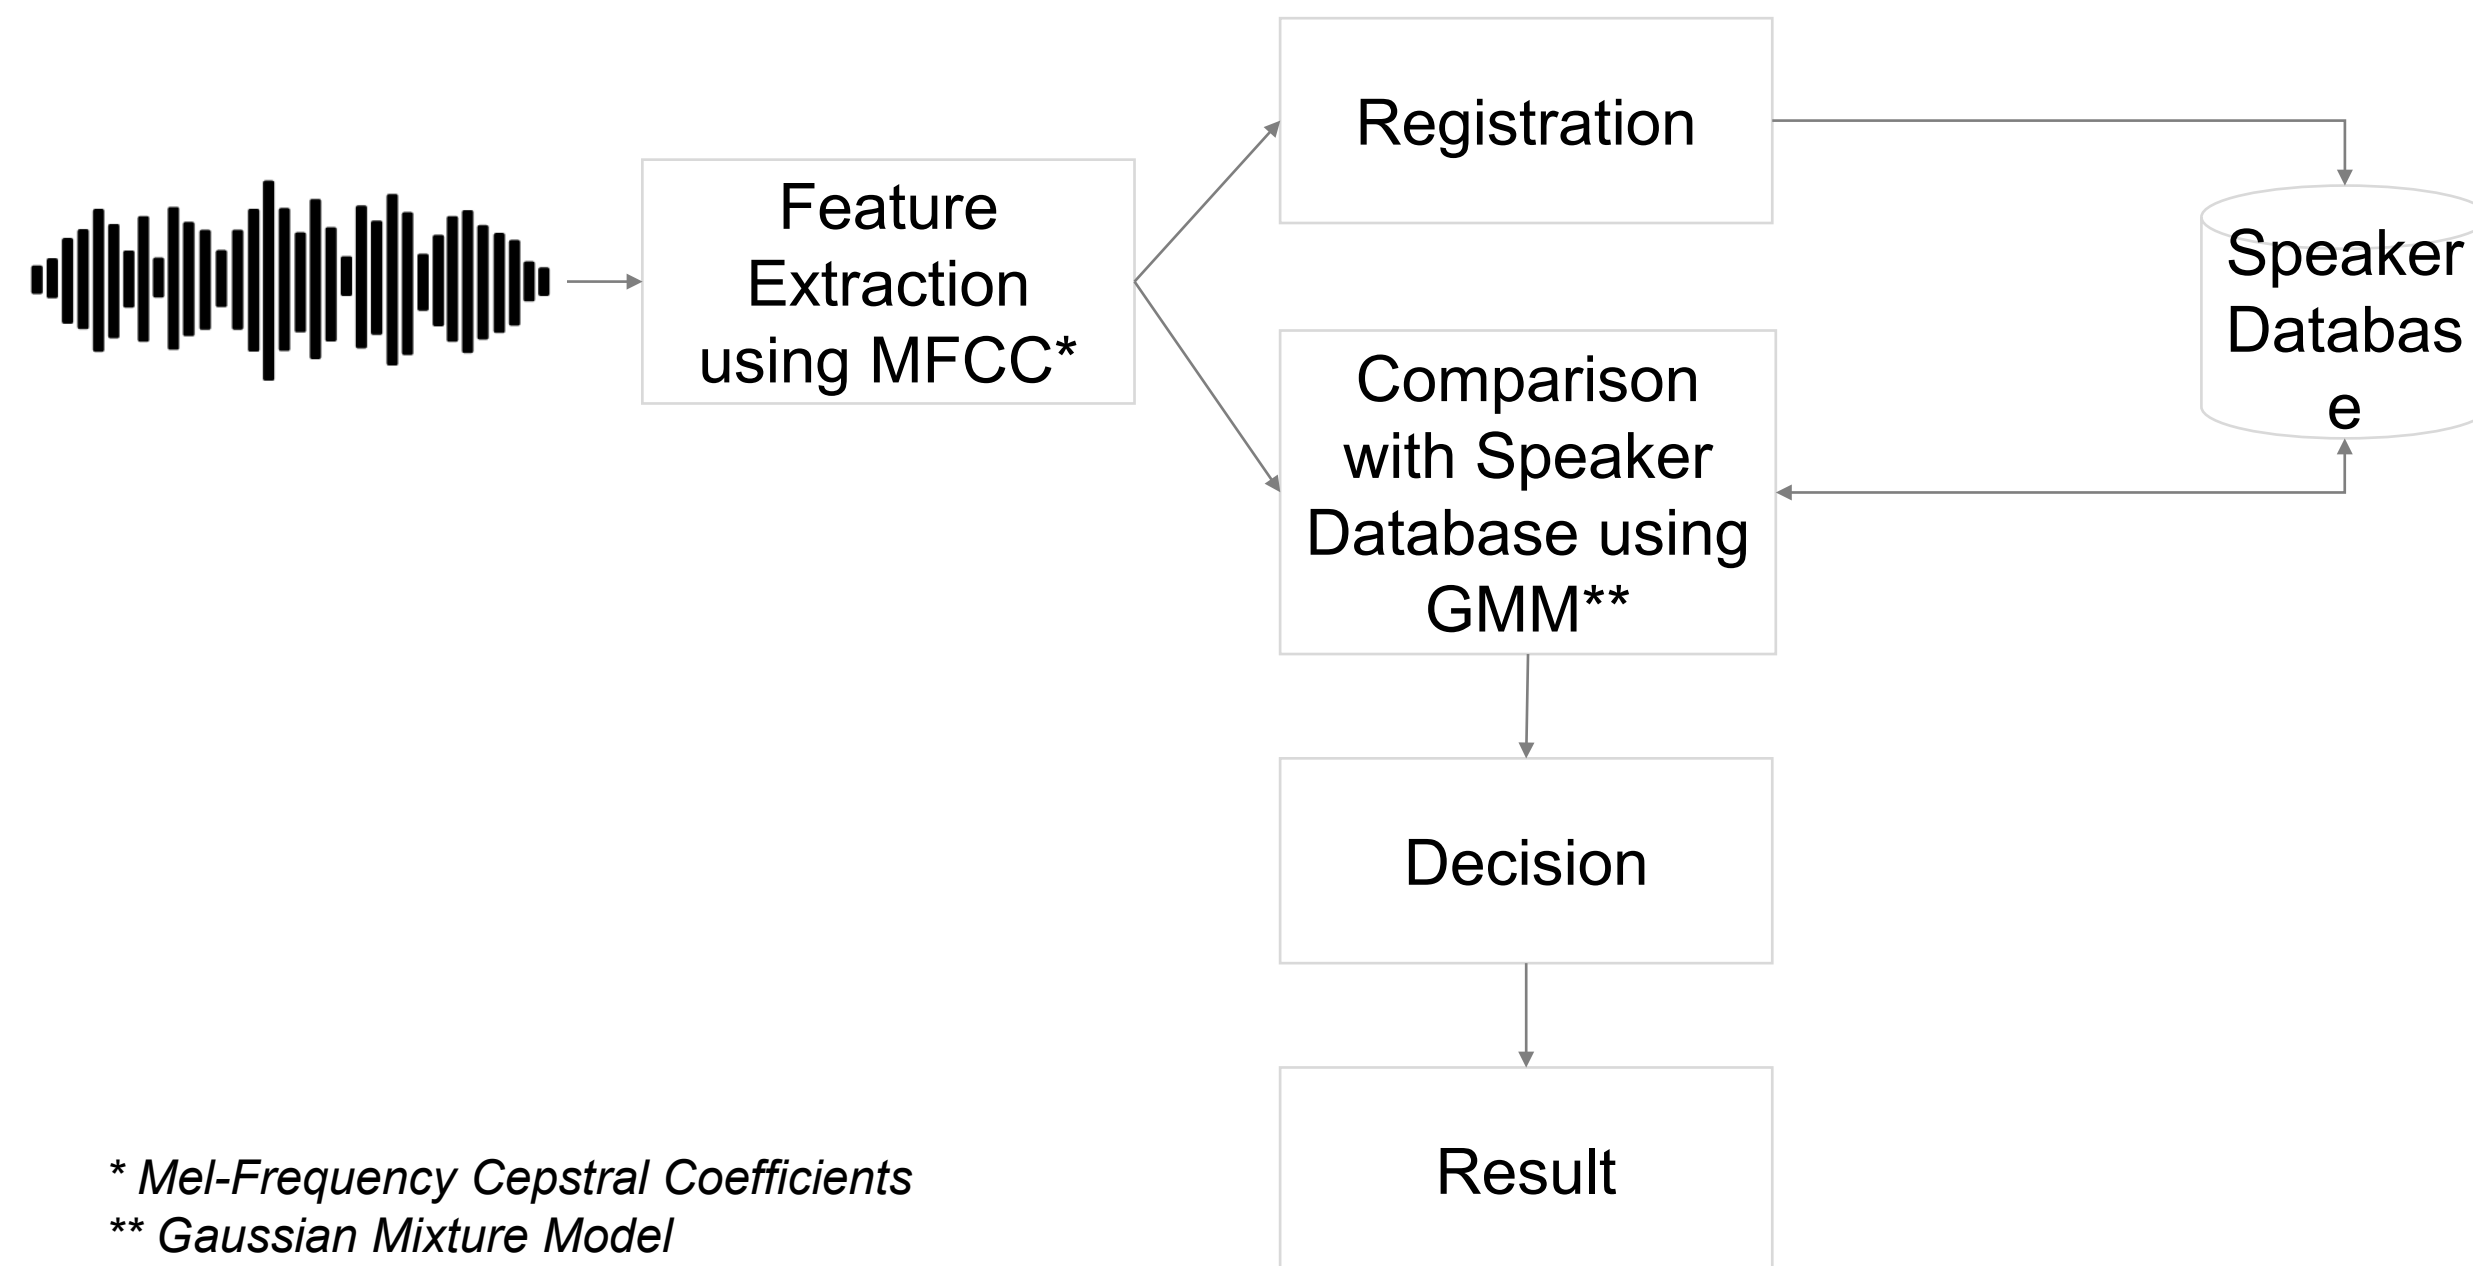 Registration
Feature
Extraction
using MFCC*
Speaker
Databas
e
Comparison
with Speaker
Database using
GMM**
Decision
Result
* Mel-Frequency Cepstral Coefficients
** Gaussian Mixture Model